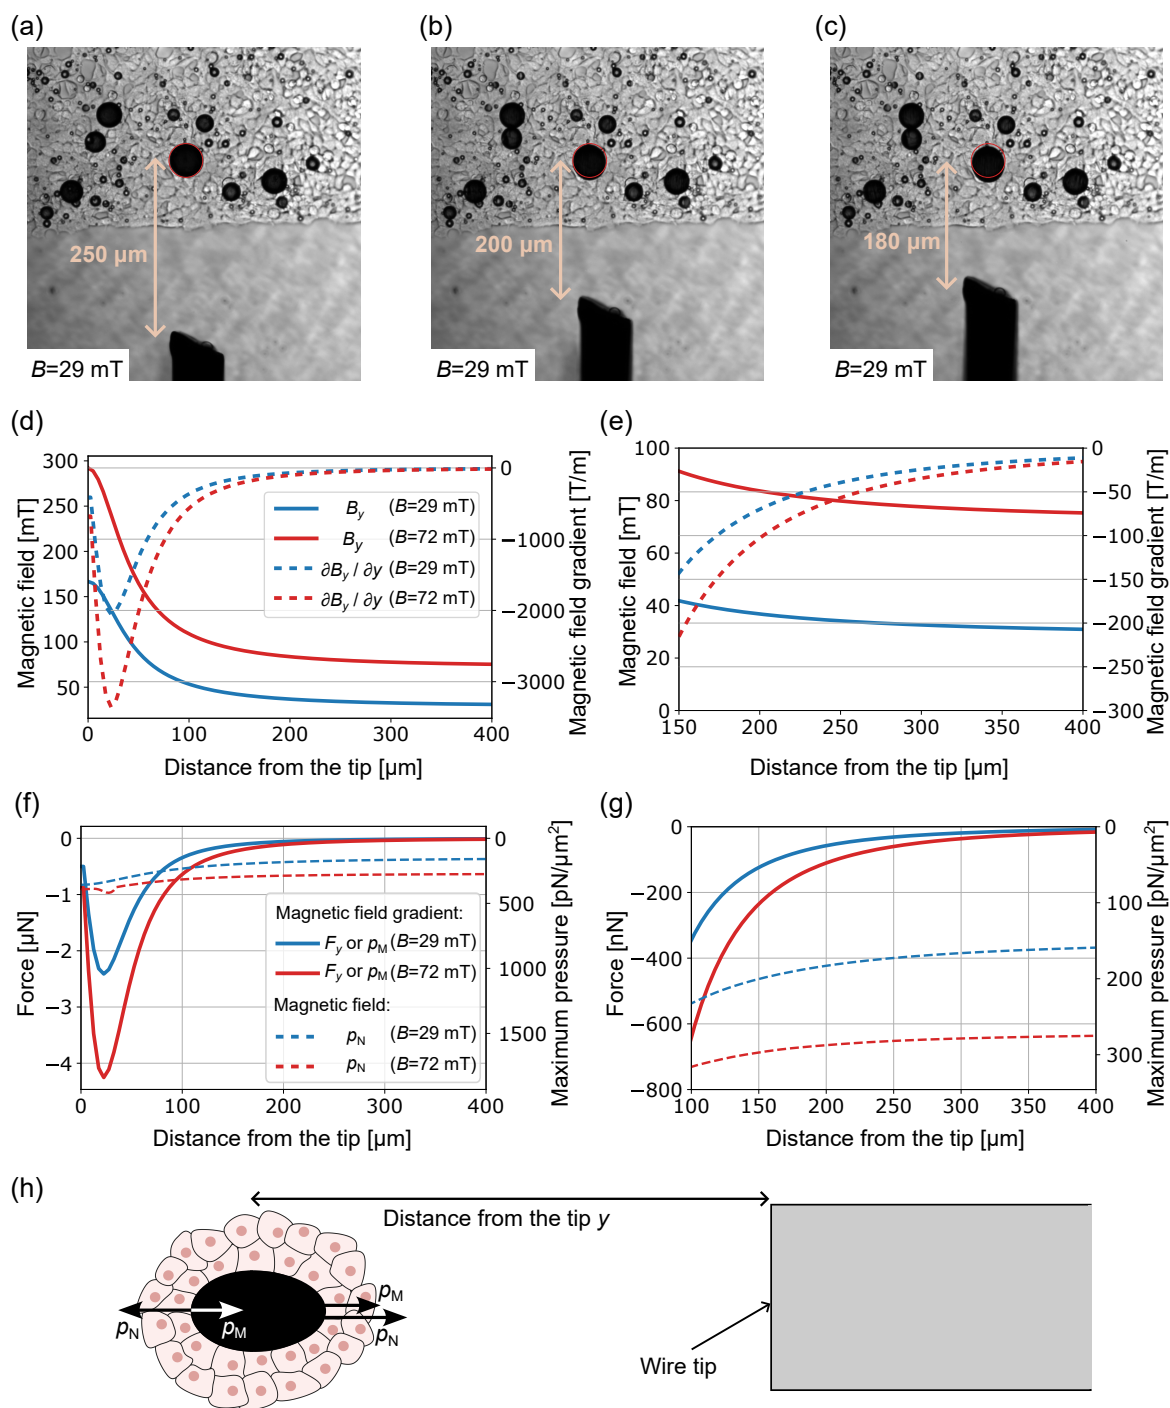 (a)
(b)
(c)
250 µm
200 µm
180 µm
B=29 mT
B=29 mT
B=29 mT
(d)
300
250
200
150
100
50
0
−1000
−2000
−3000
0
100
200
300
400
Magnetic field [mT]
Magnetic field gradient [T/m]
Distance from the tip [µm]
B_y (B=29 mT)
B_y (B=72 mT)
∂B_y / ∂y (B=29 mT)
∂B_y / ∂y (B=72 mT)
(e)
100
80
60
40
20
0
0
−50
−100
−150
−200
−250
−300
150
200
250
300
350
400
Magnetic field [mT]
Magnetic field gradient [T/m]
Distance from the tip [µm]
(f)
0
−1
−2
−3
−4
0
500
1000
1500
0
100
200
300
400
Force [µN]
Maximum pressure [pN/µm²]
Distance from the tip [µm]
Magnetic field gradient:
F_y or p_M (B=29 mT)
F_y or p_M (B=72 mT)
Magnetic field:
p_N (B=29 mT)
p_N (B=72 mT)
(g)
0
−200
−400
−600
−800
0
100
200
300
100
150
200
250
300
350
400
Force [nN]
Maximum pressure [pN/µm²]
Distance from the tip [µm]
(h)
Distance from the tip y
p_M
p_N
p_M
p_N
Wire tip